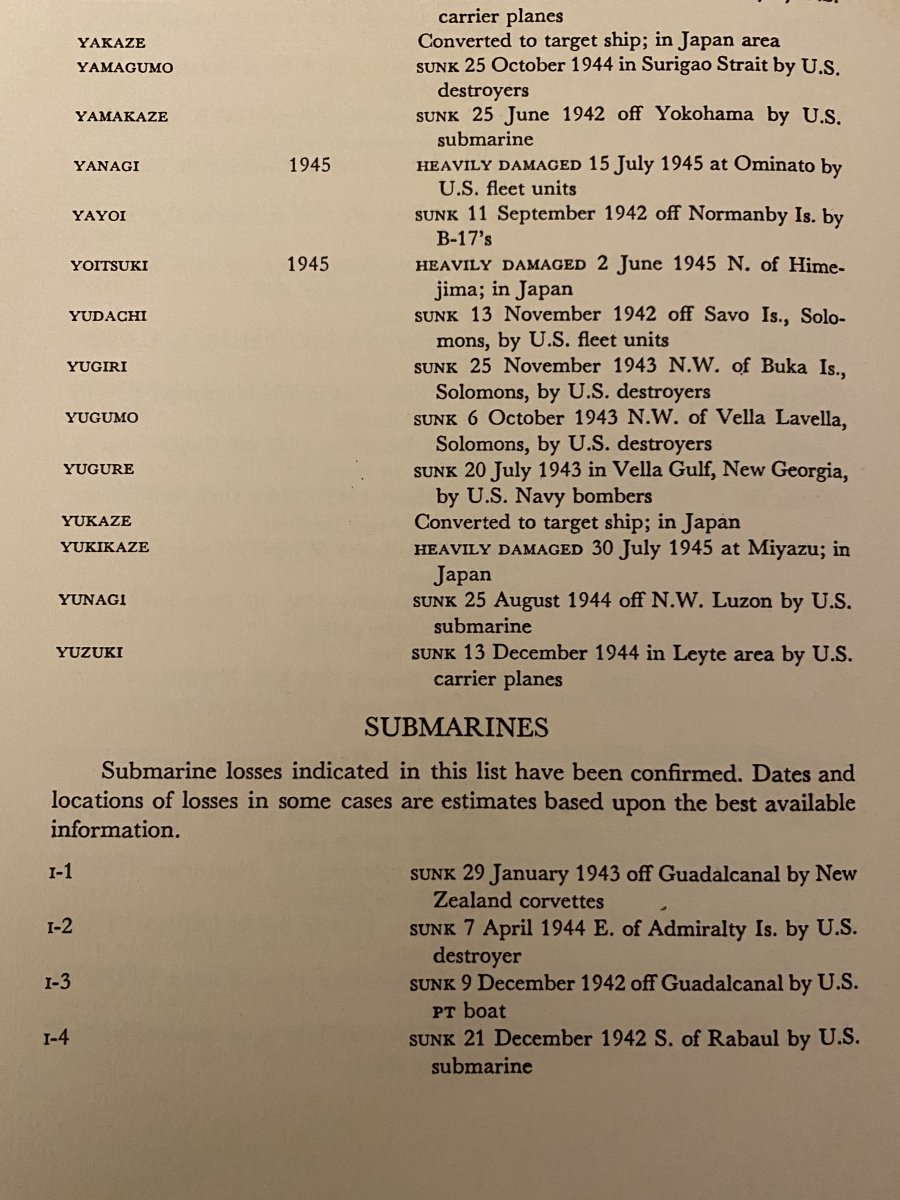 carrier planes
YAKAZE Converted to target ship; in Japan area
YAMAGUMO SUNK 25 October 1944 in Surigao Strait by U.S.
destroyers
YAMAKAZE SUNK 25 June 1942 off Yokohama by U.S.
submarine
YANAGI 1945 HEAVILY DAMAGED 15 July 1945 at Ominato by
U.S. fleet units
YAYOI SUNK 11 September 1942 off Normanby Is. by
B-17's
YOITSUKI 1945 HEAVILY DAMAGED 2 June 1945 N. of Hime-
jima; in Japan
YUDACHI SUNK 13 November 1942 off Savo Is., Solo-
mons, by U.S. fleet units
YUGIRI SUNK 25 November 1943 N.W. of Buka Is.,
Solomons, by U.S. destroyers
YUGUMO SUNK 6 October 1943 N.W. of Vella Lavella,
Solomons, by U.S. destroyers
YUGURE SUNK 20 July 1943 in Vella Gulf, New Georgia,
by U.S. Navy bombers
YUKAZE Converted to target ship; in Japan
YUKIKAZE HEAVILY DAMAGED 30 July 1945 at Miyazu; in
Japan
YUNAGI SUNK 25 August 1944 off N.W. Luzon by U.S.
submarine
YUZUKI SUNK 13 December 1944 in Leyte area by U.S.
carrier planes
SUBMARINES
Submarine losses indicated in this list have been confirmed. Dates and
locations of losses in some cases are estimates based upon the best available
information.
I-1 SUNK 29 January 1943 off Guadalcanal by New
Zealand corvettes
I-2 SUNK 7 April 1944 E. of Admiralty Is. by U.S.
destroyer
I-3 SUNK 9 December 1942 off Guadalcanal by U.S.
PT boat
I-4 SUNK 21 December 1942 S. of Rabaul by U.S.
submarine